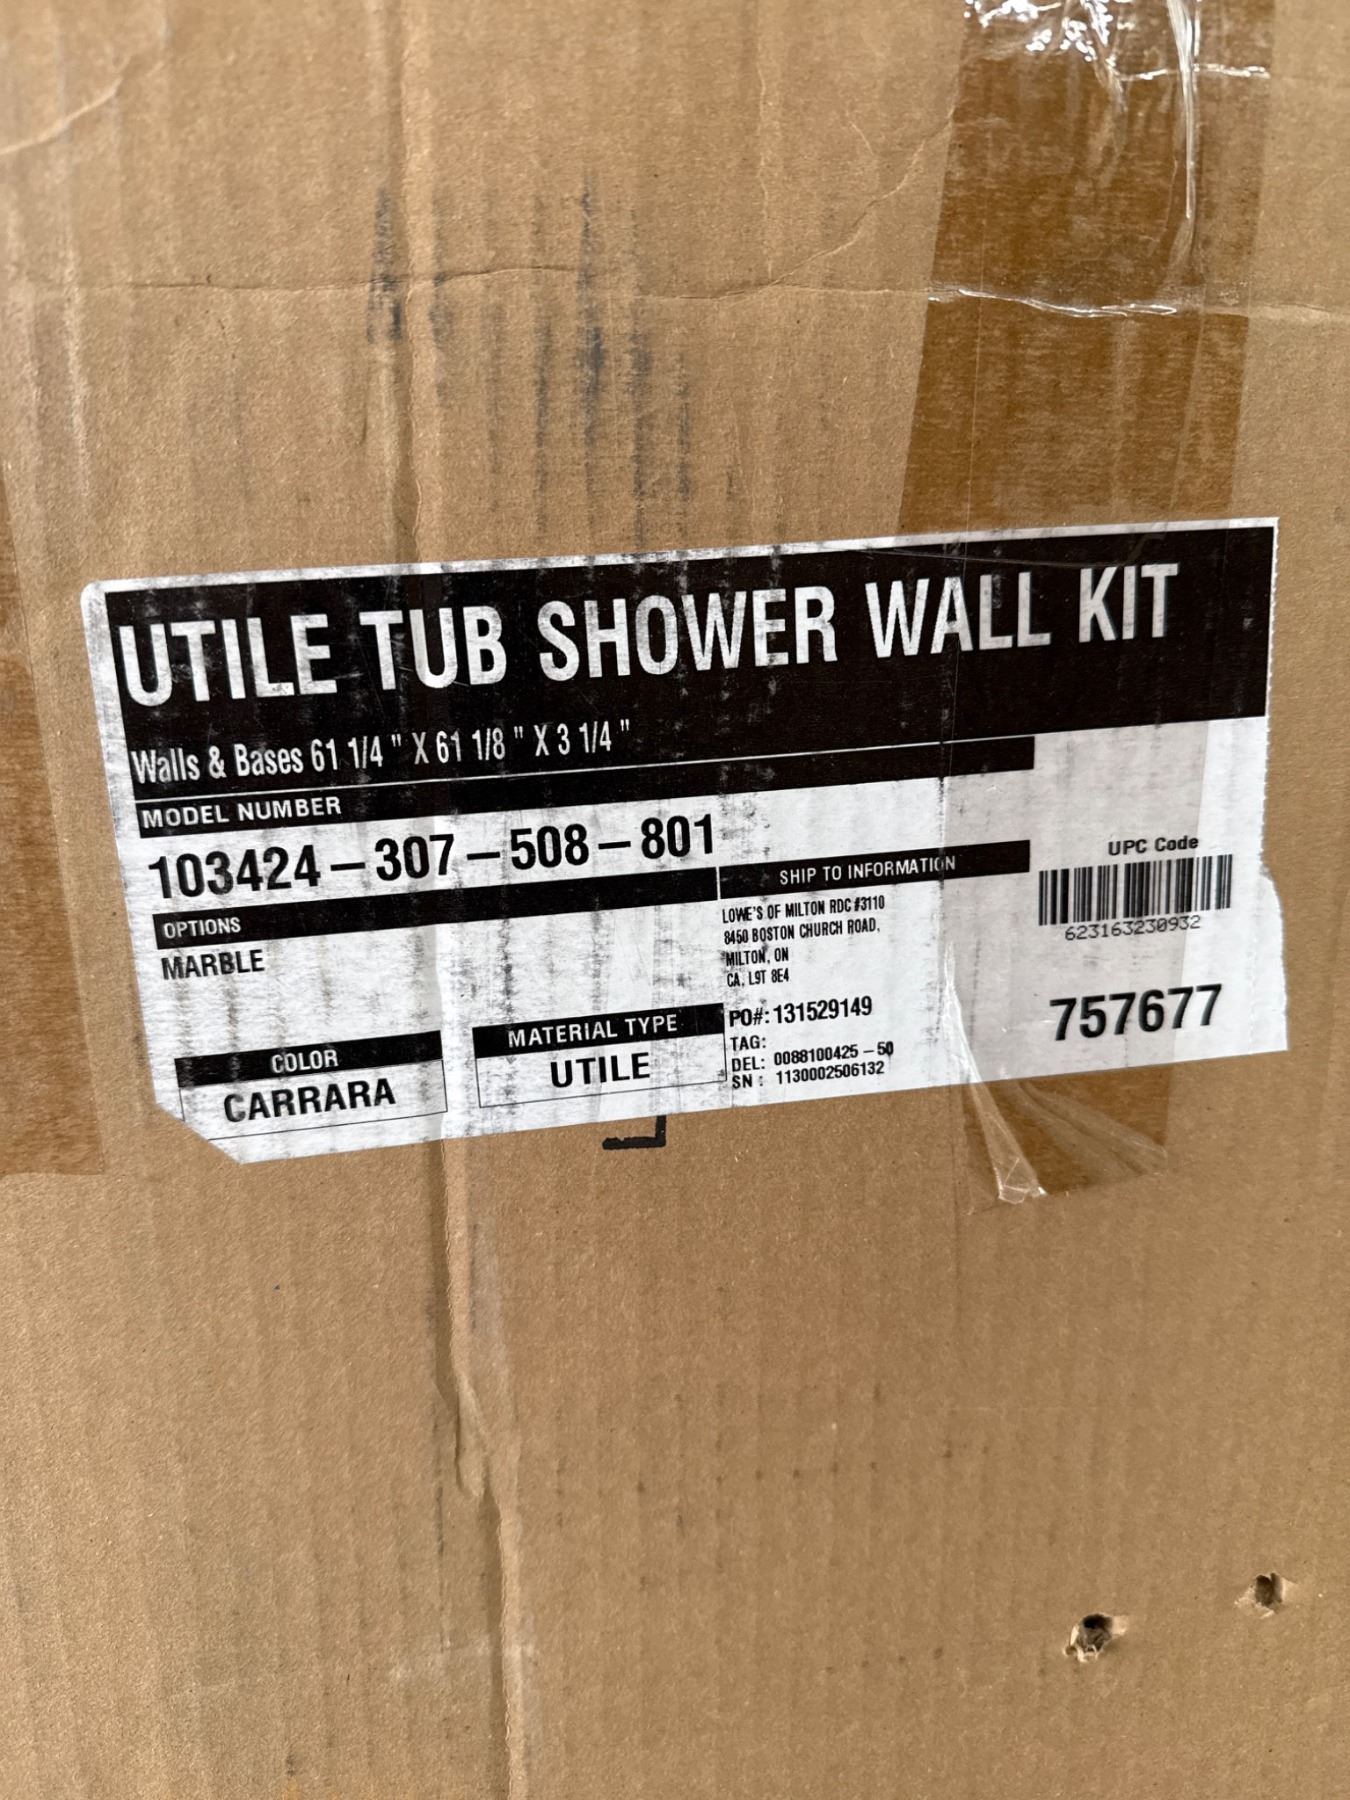 UTILE TUB SHOWER WALL KIT
Walls & Bases 61 1/4 " X 61 1/8 " X 3 1/4 "
MODEL NUMBER
103424-307-508-801
OPTIONS
MARBLE
COLOR
CARRARA
MATERIAL TYPE
UTILE
SHIP TO INFORMATION
LOWE'S OF MILTON RDC #3110
8450 BOSTON CHURCH ROAD,
MILTON, ON
CA, L9T 8E4
PO#: 131529149
TAG:
DEL: 0088100425-50
SN : 1130002506132
UPC Code
623163230932
757677